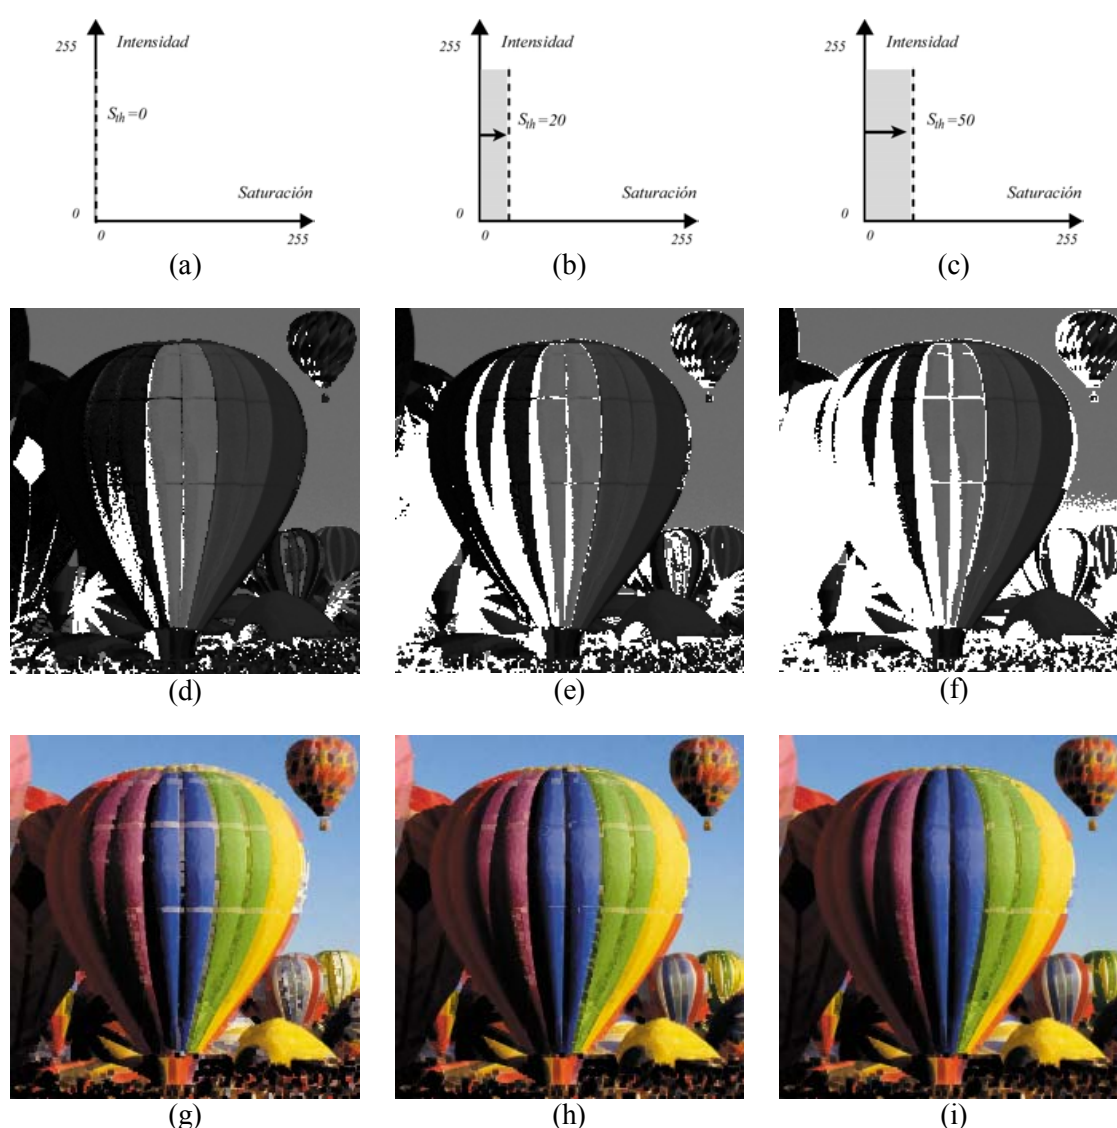 255 Intensidad
S_th=0
Saturación
0
0 255
(a)
255 Intensidad
S_th=20
Saturación
0
0 255
(b)
255 Intensidad
S_th=50
Saturación
0
0 255
(c)
(d) (e) (f)
(g) (h) (i)